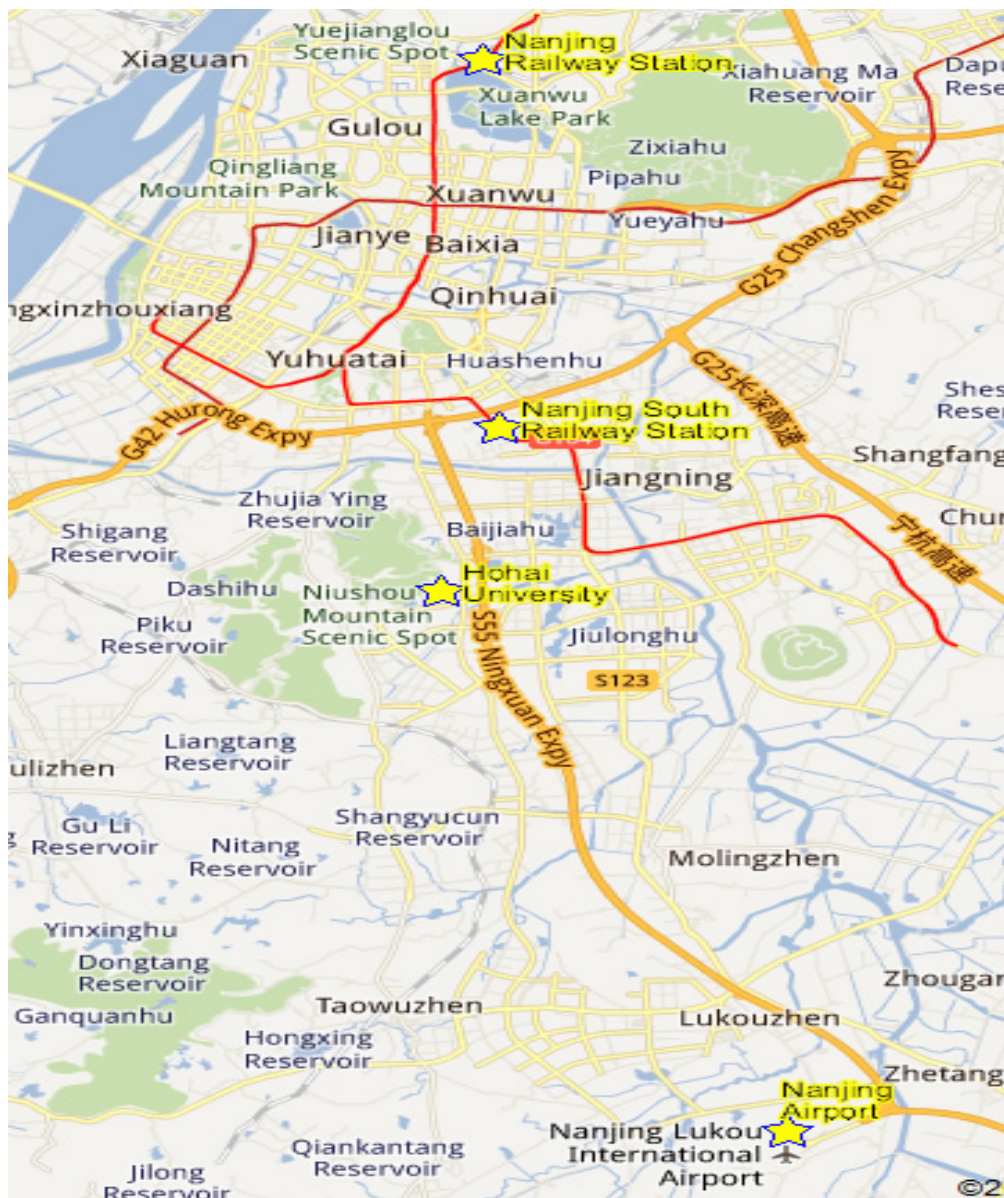 Yuejianglou
Scenic Spot
Nanjing
Railway Station
Xiaguan
Xiahuang Ma
Reservoir
Xuanwu
Lake Park
Gulou
Zixiahu
Qingliang
Mountain Park
Pipahu
Xuanwu
Yueyahu
Jianye
Baixia
G25 Changshen Expy
Qinhuai
ngxinzhouxiang
Yuhuatai
Huashenhu
G25长深高速
Nanjing South
Railway Station
G42 Hurong Expy
Shangfang
Jiangning
Zhujia Ying
Reservoir
Shigang
Reservoir
Baijiahu
宁杭高速
Hohai
University
Dashihu
Niushou
Mountain
Scenic Spot
Piku
Reservoir
Jiulonghu
S123
S55 Ningxuan Expy
Liangtang
Reservoir
ulizhen
Shangyucun
Reservoir
Gu Li
Reservoir
Nitang
Reservoir
Molingzhen
Yinxinghu
Dongtang
Reservoir
Zhougar
Ganquanhu
Taowuzhen
Lukouzhen
Hongxing
Reservoir
Zhetang
Nanjing
Airport
Nanjing Lukou
International
Airport
Qiankantang
Reservoir
Jilong
Reservoir
©2